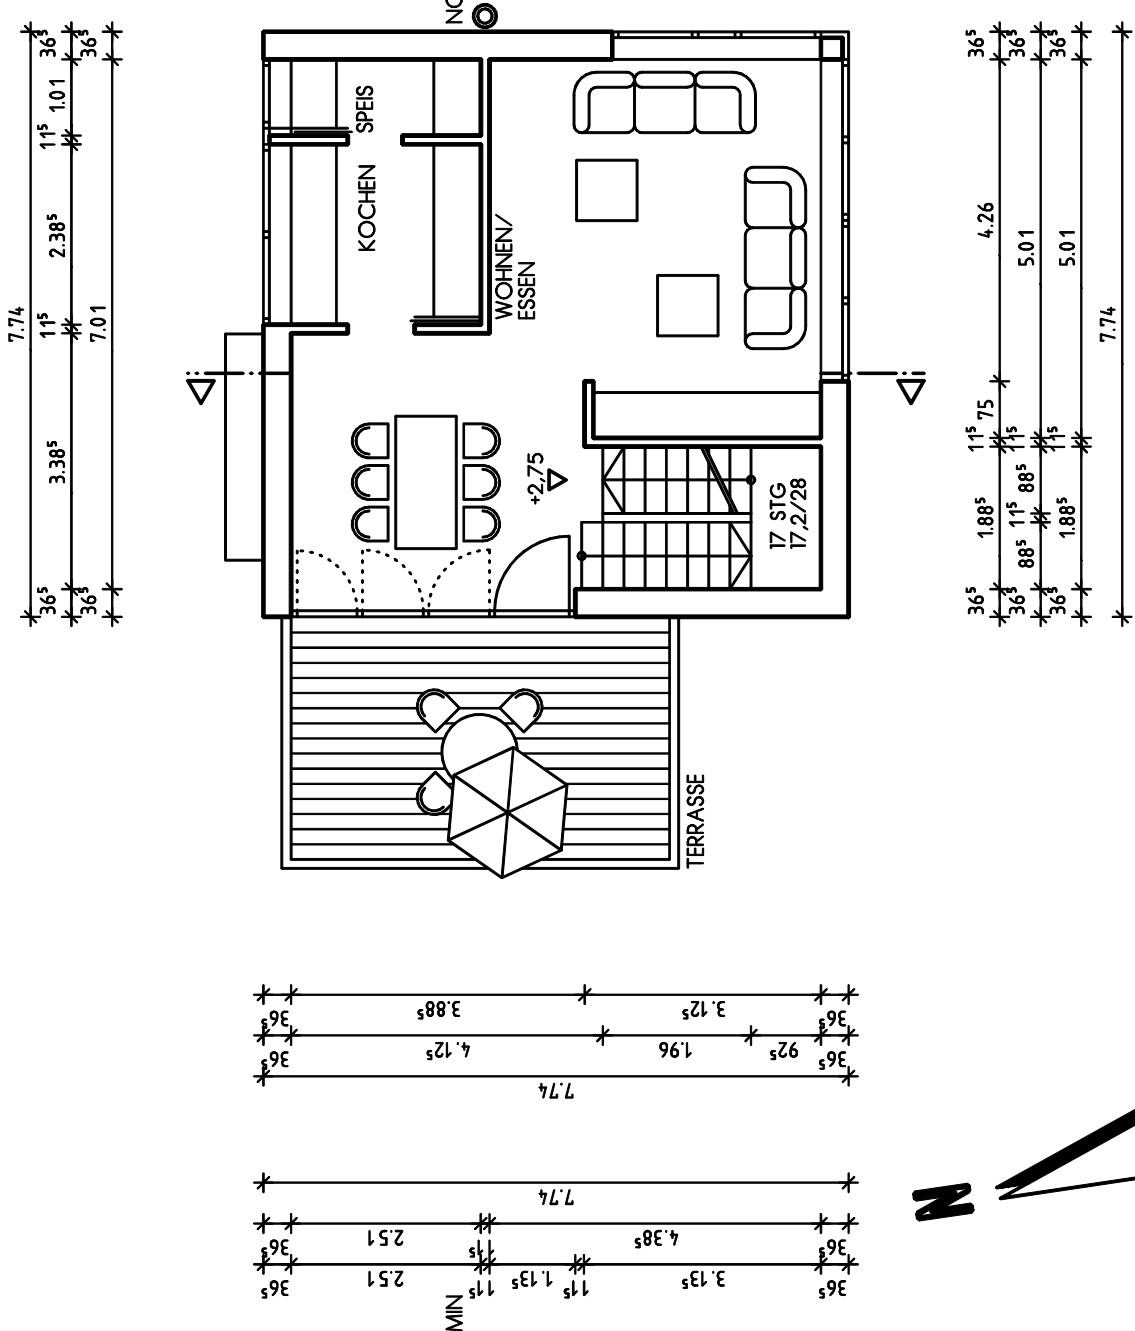 NO
SPEIS
KOCHEN
WOHNEN/
ESSEN
+2,75
17 STG
17,2/28
TERRASSE
7.74
36⁵ 1.01 11⁵ 2.38⁵ 11⁵ 3.38⁵ 36⁵
36⁵ 7.01 36⁵
36⁵ 4.26 75 11⁵ 1.88⁵ 36⁵
36⁵ 5.01 11⁵ 88⁵ 11⁵ 88⁵ 36⁵
36⁵ 5.01 11⁵ 1.88⁵ 36⁵
7.74
36⁵ 3.88⁵ 3.12⁵ 36⁵
36⁵ 4.12⁵ 1.96 92⁵ 36⁵
7.74
7.74
36⁵ 2.51 11⁵ 4.38⁵ 36⁵
36⁵ 2.51 11⁵ 1.13⁵ 11⁵ 3.13⁵ 36⁵
MIN
N